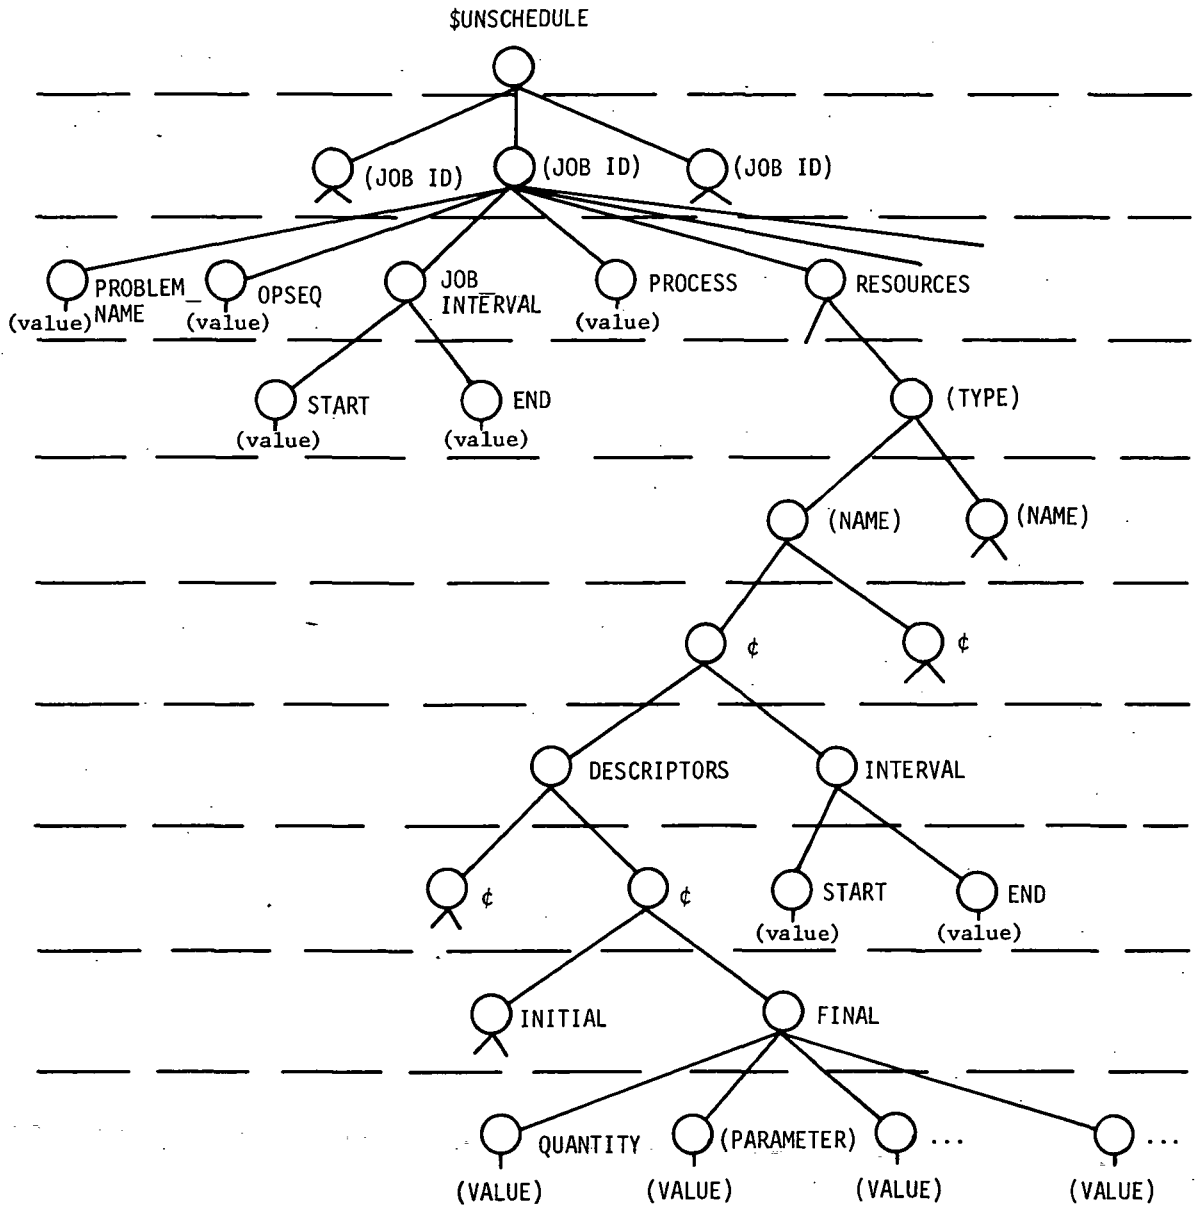 $UNSCHEDULE
(JOB ID) (JOB ID) (JOB ID)
PROBLEM_ NAME
(value)
OPSEQ
(value)
JOB_ INTERVAL
PROCESS
(value)
RESOURCES
START
(value)
END
(value)
(TYPE)
(NAME) (NAME)
¢ ¢
DESCRIPTORS INTERVAL
¢ ¢
START
(value)
END
(value)
INITIAL FINAL
QUANTITY (PARAMETER) ... ...
(VALUE) (VALUE) (VALUE) (VALUE)